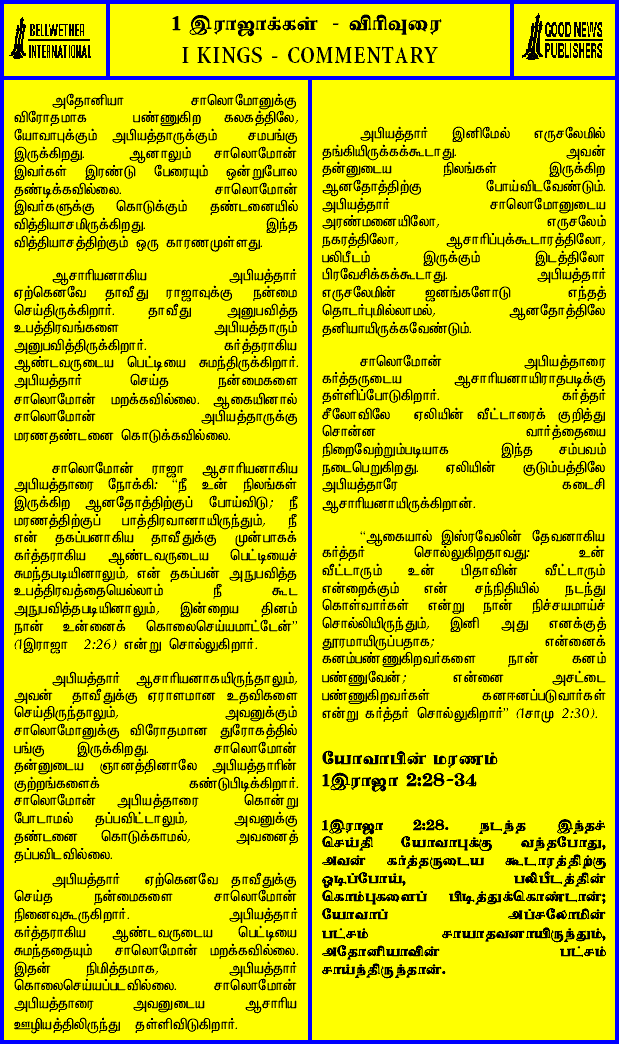 BELLWETHER
INTERNATIONAL
1 இராஜாக்கள் - விரிவுரை
I KINGS - COMMENTARY
GOOD NEWS
PUBLISHERS
அதோனியா சாலொமோனுக்கு
விரோதமாக பண்ணுகிற கலகத்திலே,
யோவாபுக்கும் அபியத்தாருக்கும் சமபங்கு
இருக்கிறது. ஆனாலும் சாலொமோன்
இவர்கள் இரண்டு பேரையும் ஒன்றுபோல
தண்டிக்கவில்லை. சாலொமோன்
இவர்களுக்கு கொடுக்கும் தண்டனையில்
வித்தியாசமிருக்கிறது. இந்த
வித்தியாசத்திற்கும் ஒரு காரணமுள்ளது.
ஆசாரியனாகிய அபியத்தார்
ஏற்கெனவே தாவீது ராஜாவுக்கு நன்மை
செய்திருக்கிறார். தாவீது அனுபவித்த
உபத்திரவங்களை அபியத்தாரும்
அனுபவித்திருக்கிறார். கர்த்தராகிய
ஆண்டவருடைய பெட்டியை சுமந்திருக்கிறார்.
அபியத்தார் செய்த நன்மைகளை
சாலொமோன் மறக்கவில்லை. ஆகையினால்
சாலொமோன் அபியத்தாருக்கு
மரணதண்டனை கொடுக்கவில்லை.
சாலொமோன் ராஜா ஆசாரியனாகிய
அபியத்தாரை நோக்கி: "நீ உன் நிலங்கள்
இருக்கிற ஆனதோத்திற்குப் போய்விடு; நீ
மரணத்திற்குப் பாத்திரவானாயிருந்தும், நீ
என் தகப்பனாகிய தாவீதுக்கு முன்பாகக்
கர்த்தராகிய ஆண்டவருடைய பெட்டியைச்
சுமந்தபடியினாலும், என் தகப்பன் அநுபவித்த
உபத்திரவத்தையெல்லாம் நீ கூட
அநுபவித்தபடியினாலும், இன்றைய தினம்
நான் உன்னைக் கொலைசெய்யமாட்டேன்"
(1இராஜா 2:26) என்று சொல்லுகிறார்.
அபியத்தார் ஆசாரியனாகயிருந்தாலும்,
அவன் தாவீதுக்கு ஏராளமான உதவிகளை
செய்திருந்தாலும், அவனுக்கும்
சாலொமோனுக்கு விரோதமான துரோகத்தில்
பங்கு இருக்கிறது. சாலொமோன்
தன்னுடைய ஞானத்தினாலே அபியத்தாரின்
குற்றங்களைக் கண்டுபிடிக்கிறார்.
சாலொமோன் அபியத்தாரை கொன்று
போடாமல் தப்பவிட்டாலும், அவனுக்கு
தண்டனை கொடுக்காமல், அவனைத்
தப்பவிடவில்லை.
அபியத்தார் ஏற்கெனவே தாவீதுக்கு
செய்த நன்மைகளை சாலொமோன்
நினைவுகூருகிறார். அபியத்தார்
கர்த்தராகிய ஆண்டவருடைய பெட்டியை
சுமந்ததையும் சாலொமோன் மறக்கவில்லை.
இதன் நிமித்தமாக, அபியத்தார்
கொலைசெய்யப்படவில்லை. சாலொமோன்
அபியத்தாரை அவனுடைய ஆசாரிய
ஊழியத்திலிருந்து தள்ளிவிடுகிறார்.
அபியத்தார் இனிமேல் எருசலேமில்
தங்கியிருக்கக்கூடாது. அவன்
தன்னுடைய நிலங்கள் இருக்கிற
ஆனதோத்திற்கு போய்விடவேண்டும்.
அபியத்தார் சாலொமோனுடைய
அரண்மனையிலோ, எருசலேம்
நகரத்திலோ, ஆசாரிப்புக்கூடாரத்திலோ,
பலிபீடம் இருக்கும் இடத்திலோ
பிரவேசிக்கக்கூடாது. அபியத்தார்
எருசலேமின் ஜனங்களோடு எந்தத்
தொடர்புமில்லாமல், ஆனதோத்திலே
தனியாயிருக்கவேண்டும்.
சாலொமோன் அபியத்தாரை
கர்த்தருடைய ஆசாரியனாயிராதபடிக்கு
தள்ளிப்போடுகிறார். கர்த்தர்
சீலோவிலே ஏலியின் வீட்டாரைக் குறித்து
சொன்ன வார்த்தையை
நிறைவேற்றும்படியாக இந்த சம்பவம்
நடைபெறுகிறது. ஏலியின் குடும்பத்திலே
அபியத்தாரே கடைசி
ஆசாரியனாயிருக்கிறான்.
"ஆகையால் இஸ்ரவேலின் தேவனாகிய
கர்த்தர் சொல்லுகிறதாவது: உன்
வீட்டாரும் உன் பிதாவின் வீட்டாரும்
என்றைக்கும் என் சந்நிதியில் நடந்து
கொள்வார்கள் என்று நான் நிச்சயமாய்ச்
சொல்லியிருந்தும், இனி அது எனக்குத்
தூரமாயிருப்பதாக; என்னைக்
கனம்பண்ணுகிறவர்களை நான் கனம்
பண்ணுவேன்; என்னை அசட்டை
பண்ணுகிறவர்கள் கனஈனப்படுவார்கள்
என்று கர்த்தர் சொல்லுகிறார்" (1சாமு 2:30).
யோவாபின் மரணம்
1இராஜா 2:28-34
1இராஜா 2:28. நடந்த இந்தச்
செய்தி யோவாபுக்கு வந்தபோது,
அவன் கர்த்தருடைய கூடாரத்திற்கு
ஓடிப்போய், பலிபீடத்தின்
கொம்புகளைப் பிடித்துக்கொண்டான்;
யோவாப் அப்சலோமின்
பட்சம் சாயாதவனாயிருந்தும்,
அதோனியாவின் பட்சம்
சாய்ந்திருந்தான்.